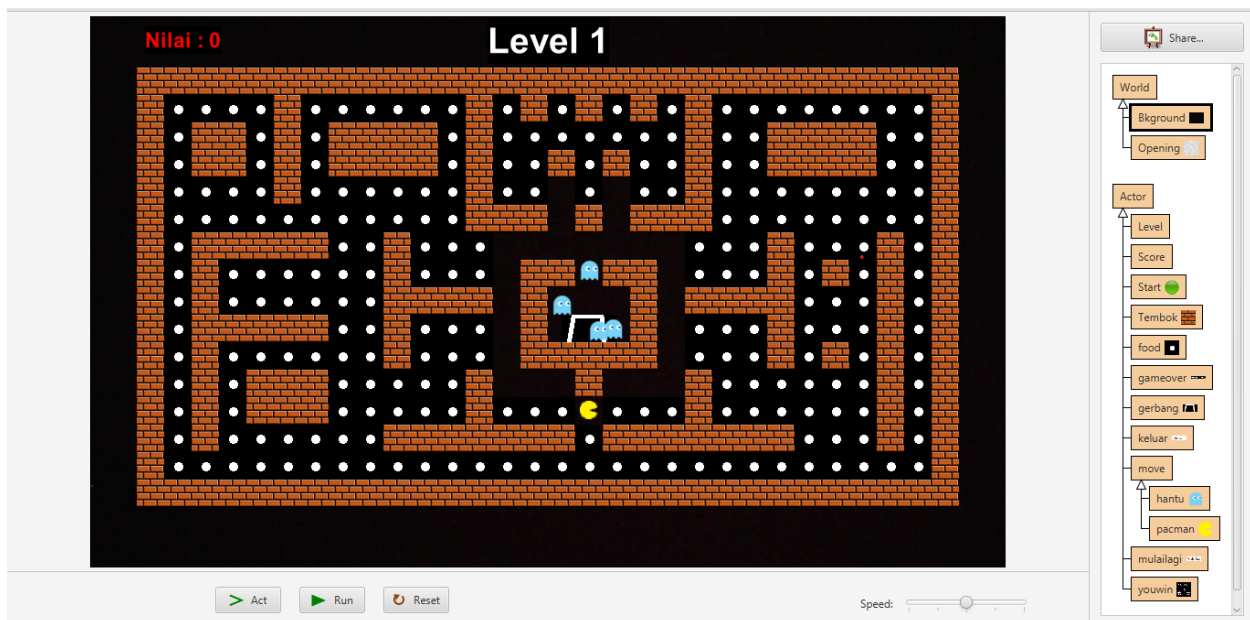 Nilai : 0
Level 1
Share...
World
Bkground
Opening
Actor
Level
Score
Start
Tembok
food
gameover
gerbang
keluar
move
hantu
pacman
mulailagi
youwin
Act
Run
Reset
Speed: